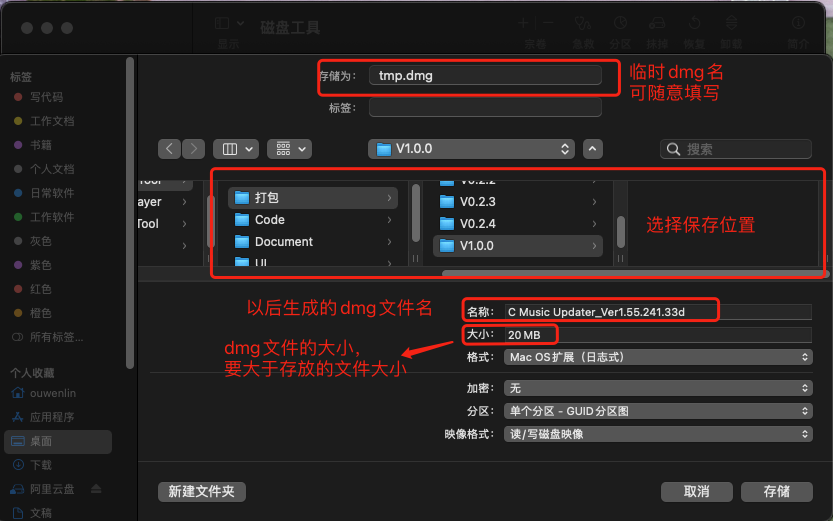 磁盘工具
显示
宗卷
急救
分区
抹掉
恢复
卸载
简介
标签
写代码
工作文档
书籍
个人文档
日常软件
工作软件
灰色
紫色
红色
橙色
所有标签...
个人收藏
ouwenlin
应用程序
桌面
下载
阿里云盘
文稿
存储为: tmp.dmg
临时dmg名
可随意填写
标签:
V1.0.0
搜索
ayer
Tool
打包
Code
Document
UI
V0.2.2
V0.2.3
V0.2.4
V1.0.0
选择保存位置
以后生成的dmg文件名
名称: C Music Updater_Ver1.55.241.33d
大小: 20 MB
dmg文件的大小,
要大于存放的文件大小
格式: Mac OS扩展(日志式)
加密: 无
分区: 单个分区 - GUID分区图
映像格式: 读/写磁盘映像
新建文件夹
取消
存储